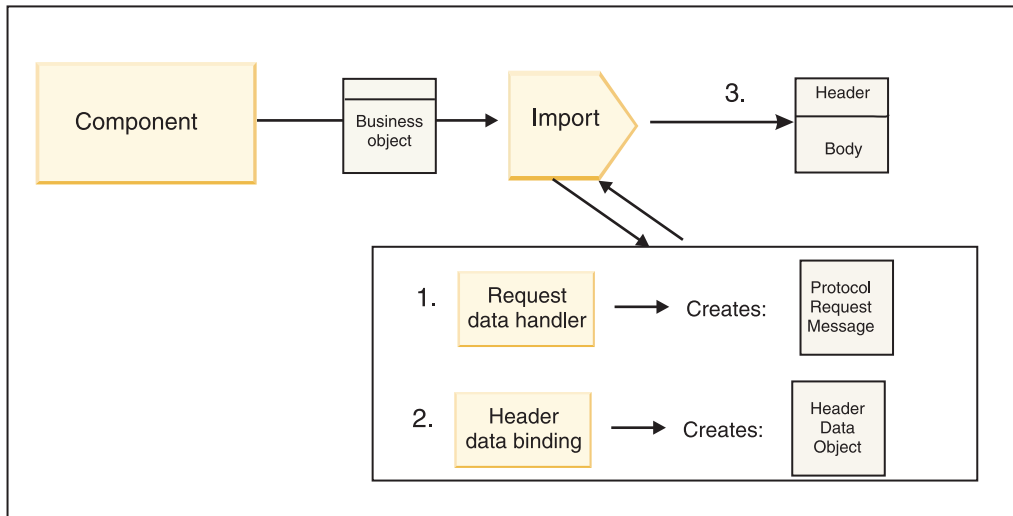 Component
Business
object
Import
3.
Header
Body
1.
Request
data handler
Creates:
Protocol
Request
Message
2.
Header
data binding
Creates:
Header
Data
Object